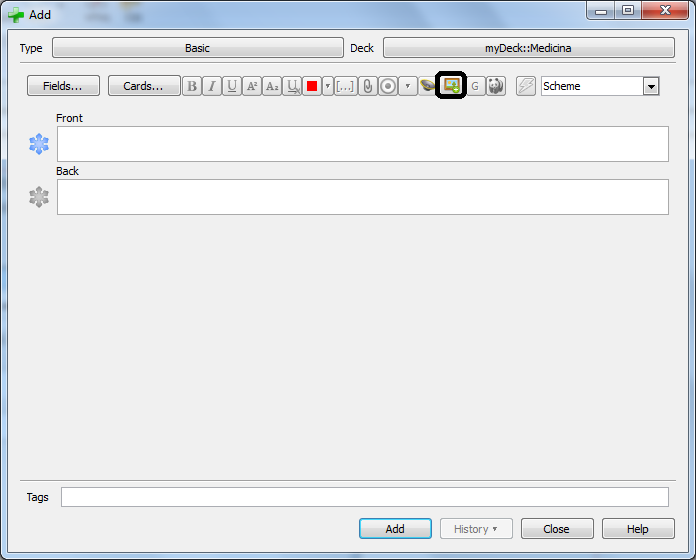 Add
Type Basic Deck myDeck::Medicina
Fields... Cards... B I U A² A₂ U [...] G Scheme
Front
Back
Tags
Add History Close Help